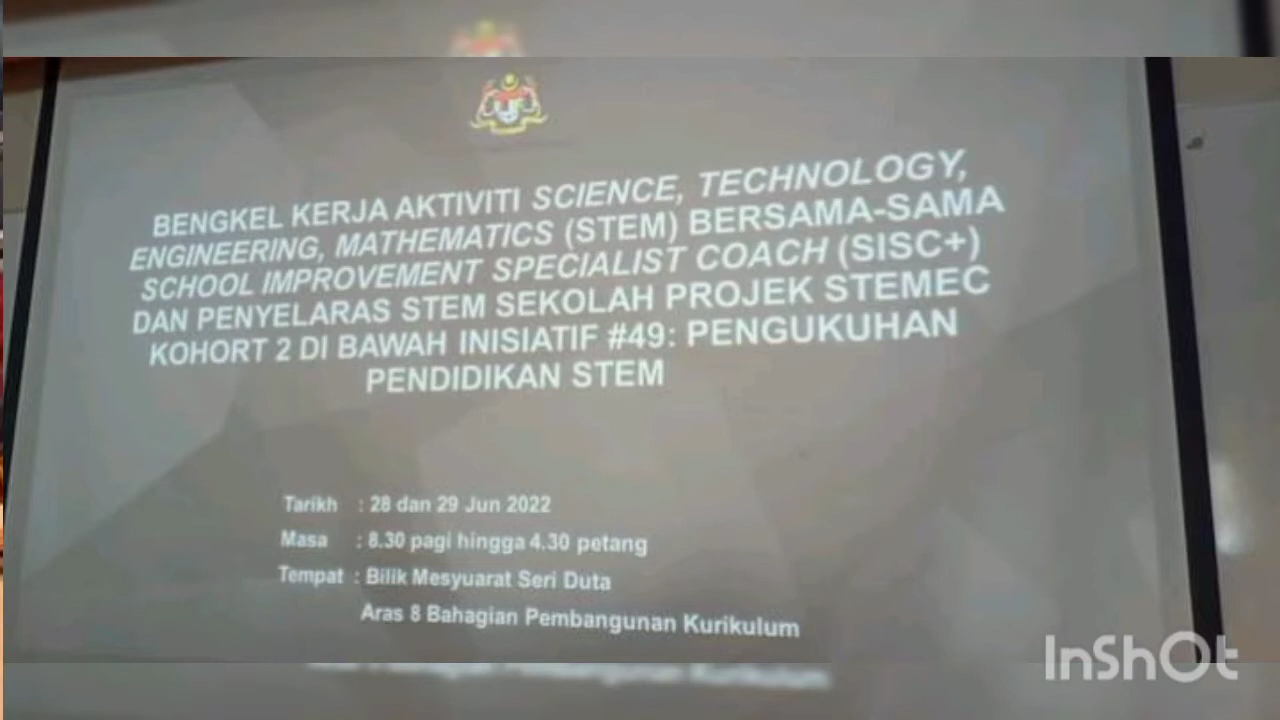 BENGKEL KERJA AKTIVITI SCIENCE, TECHNOLOGY,
ENGINEERING, MATHEMATICS (STEM) BERSAMA-SAMA
SCHOOL IMPROVEMENT SPECIALIST COACH (SISC+)
DAN PENYELARAS STEM SEKOLAH PROJEK STEMEC
KOHORT 2 DI BAWAH INISIATIF #49: PENGUKUHAN
PENDIDIKAN STEM
Tarikh : 28 dan 29 Jun 2022
Masa : 8.30 pagi hingga 4.30 petang
Tempat : Bilik Mesyuarat Seri Duta
Aras 8 Bahagian Pembangunan Kurikulum
InShOt